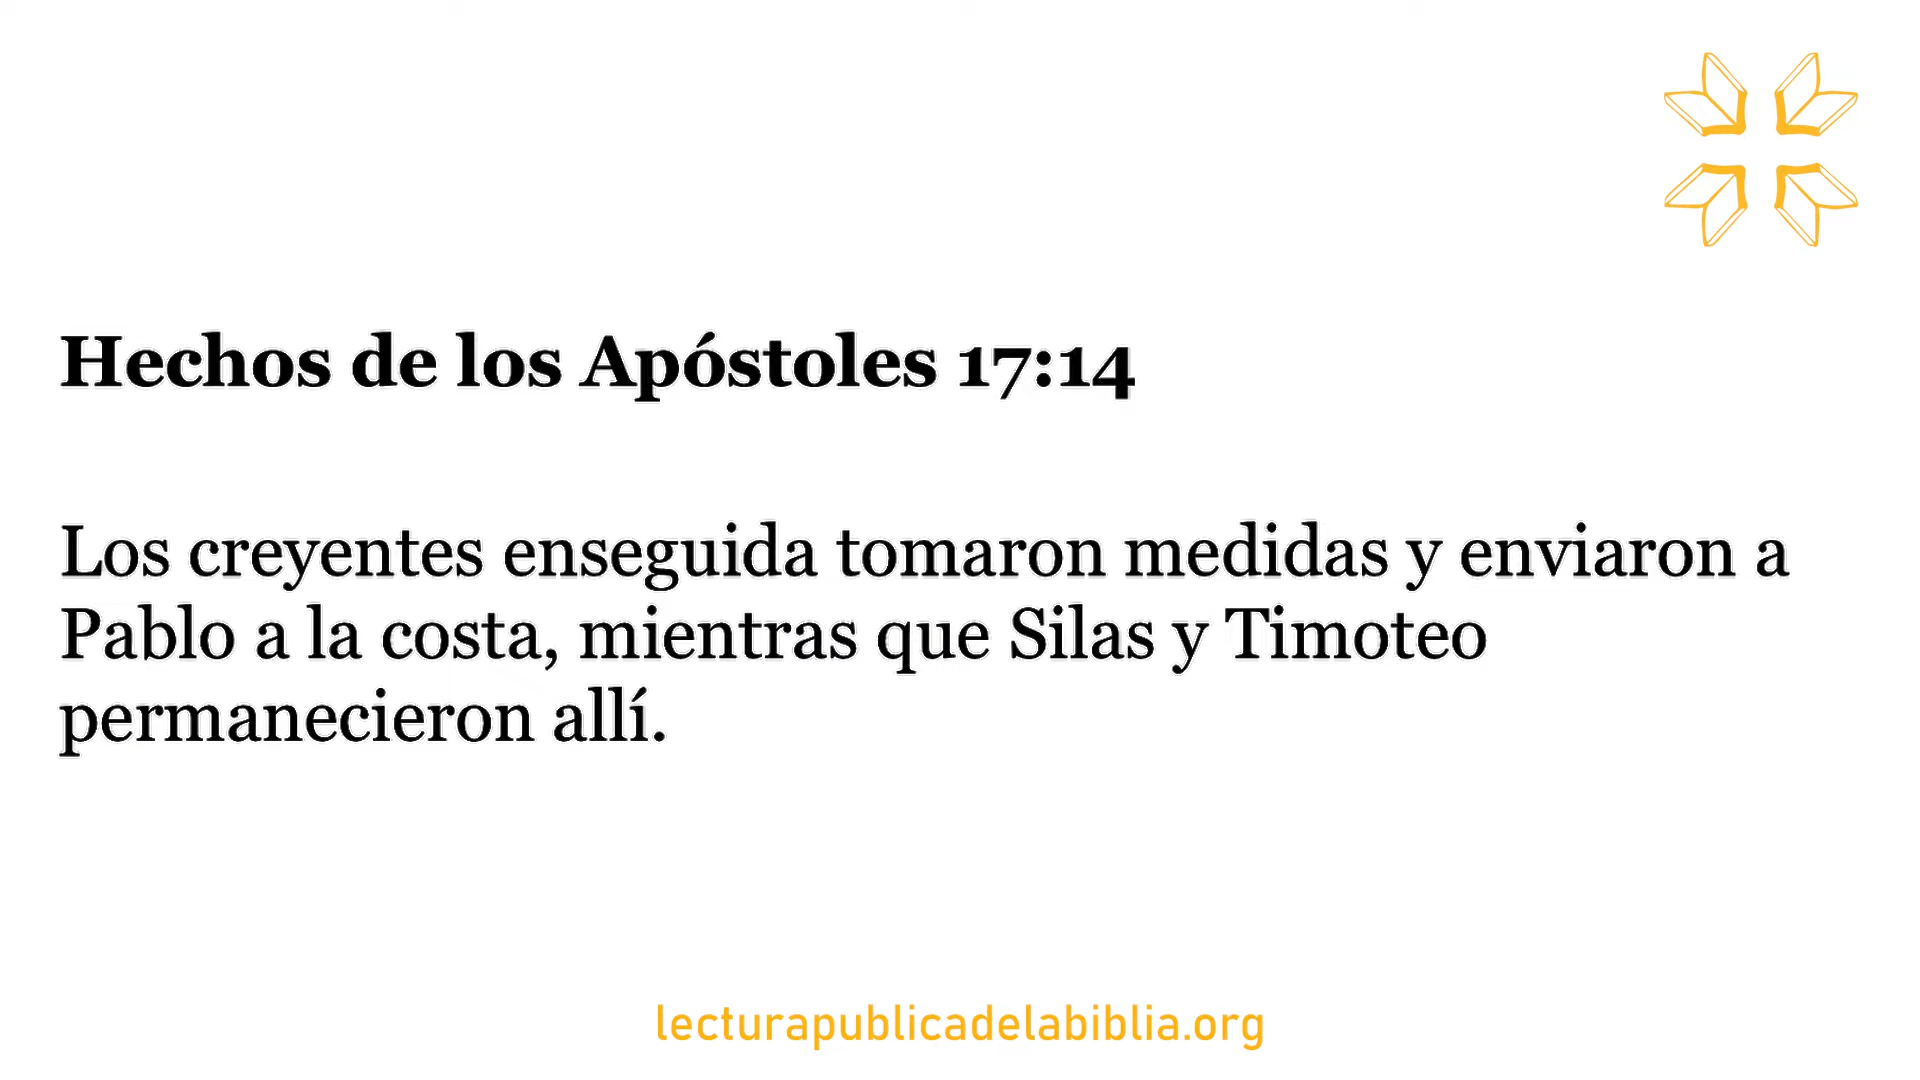 Hechos de los Apóstoles 17:14
Los creyentes enseguida tomaron medidas y enviaron a
Pablo a la costa, mientras que Silas y Timoteo
permanecieron allí.
lecturapublicadelabiblia.org